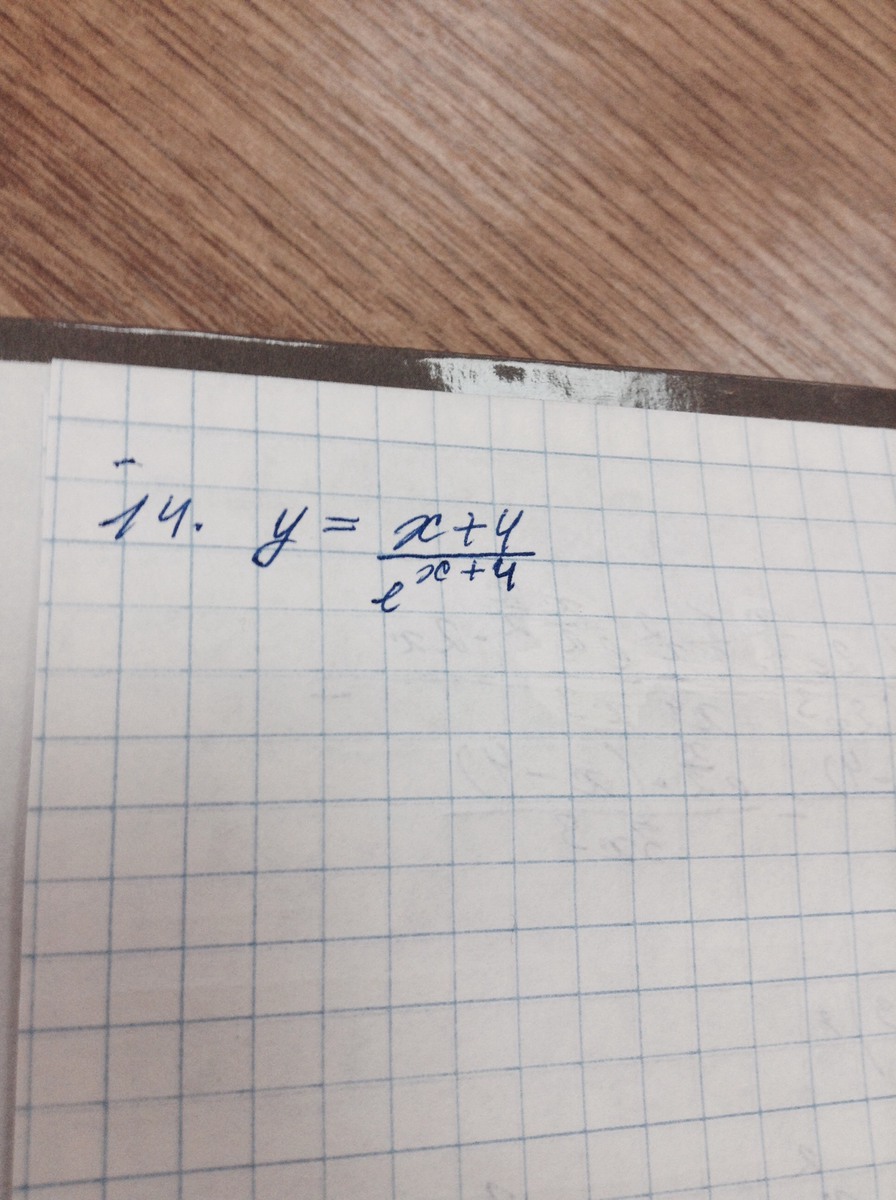 14. y = x+4 / e^x+4